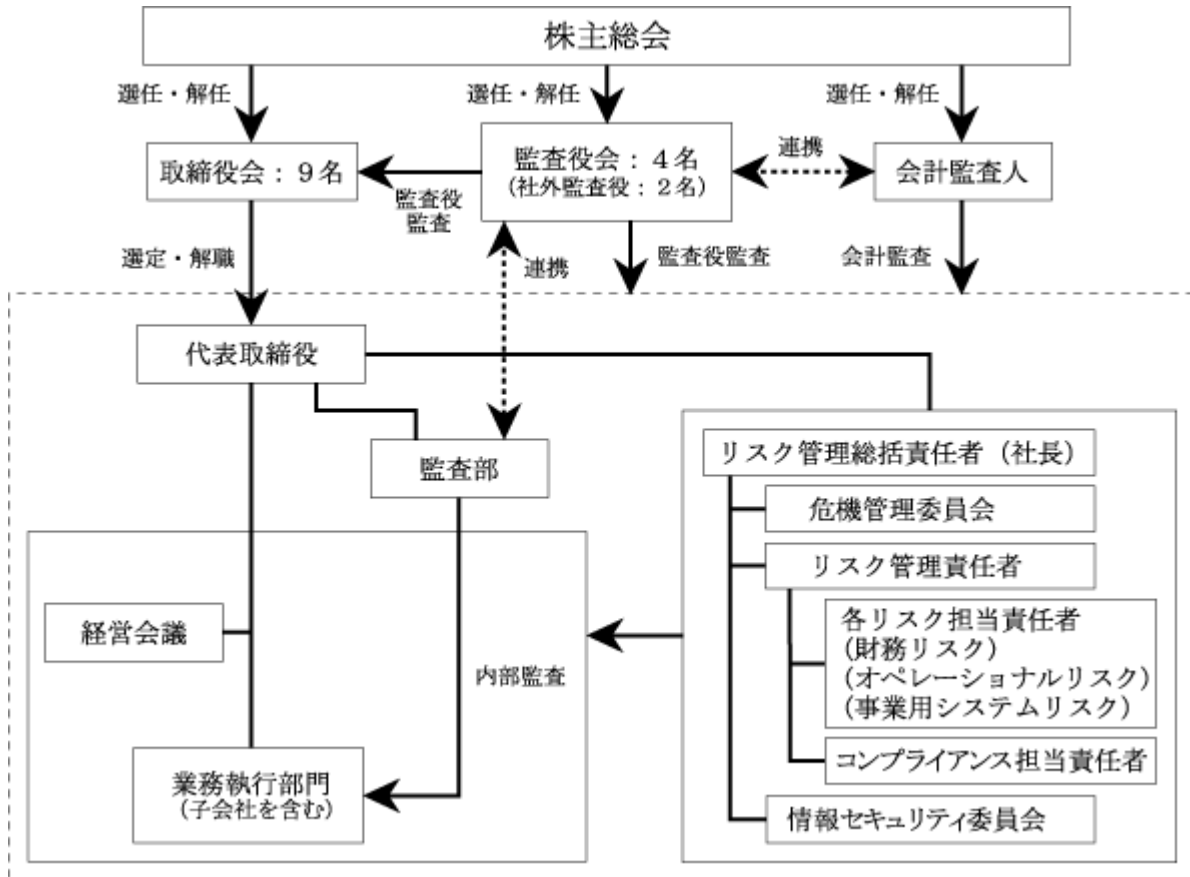 株主総会
選任・解任
選任・解任
選任・解任
取締役会：９名
監査役会：４名
(社外監査役：２名)
連携
会計監査人
監査役
監査
選定・解職
連携
監査役監査
会計監査
代表取締役
監査部
リスク管理総括責任者（社長）
危機管理委員会
リスク管理責任者
経営会議
各リスク担当責任者
(財務リスク)
(オペレーショナルリスク)
(事業用システムリスク)
内部監査
コンプライアンス担当責任者
業務執行部門
(子会社を含む)
情報セキュリティ委員会